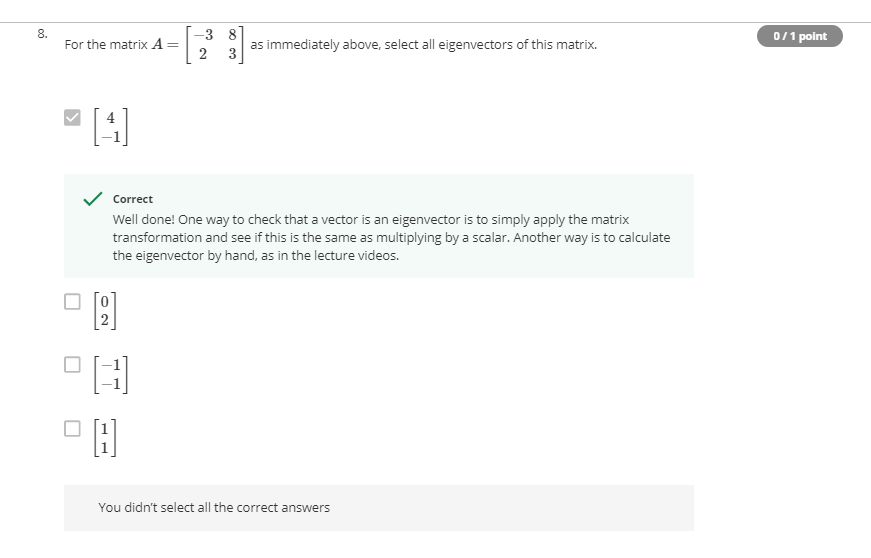 8.
For the matrix A = [−3 8
2 3] as immediately above, select all eigenvectors of this matrix.
0 / 1 point
[4
−1]
Correct
Well done! One way to check that a vector is an eigenvector is to simply apply the matrix
transformation and see if this is the same as multiplying by a scalar. Another way is to calculate
the eigenvector by hand, as in the lecture videos.
[0
2]
[−1
−1]
[1
1]
You didn't select all the correct answers